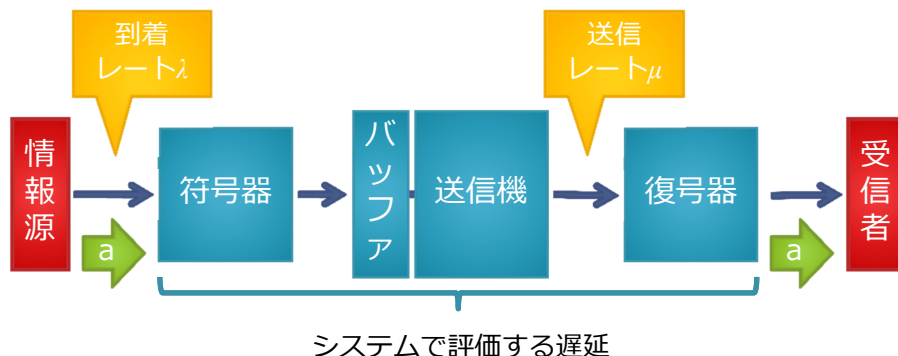 到着
レートλ
送信
レートμ
情報源
符号器
バッファ
送信機
復号器
受信者
a
a
システムで評価する遅延